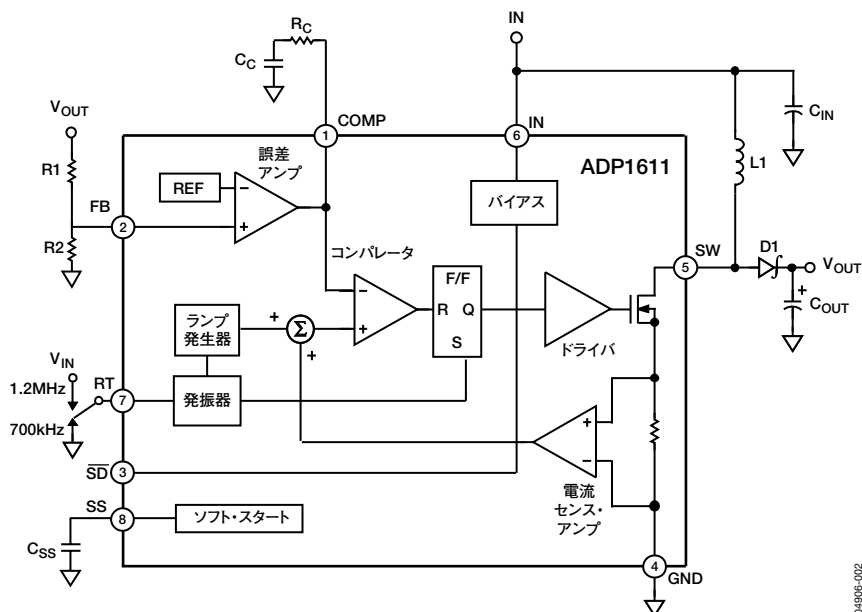 RC
CC
IN
VOUT
COMP
1
IN
6
CIN
R1
誤差
アンプ
ADP1611
L1
REF
−
+
バイアス
FB
2
R2
コンパレータ
SW
5
D1
VOUT
+
COUT
F/F
R Q
S
−
+
ランプ
発生器
+
Σ
+
ドライバ
VIN
1.2MHz
RT
7
発振器
700kHz
+
−
SD
3
電流
センス・
アンプ
SS
8
ソフト・スタート
CSS
4
GND
04906-002